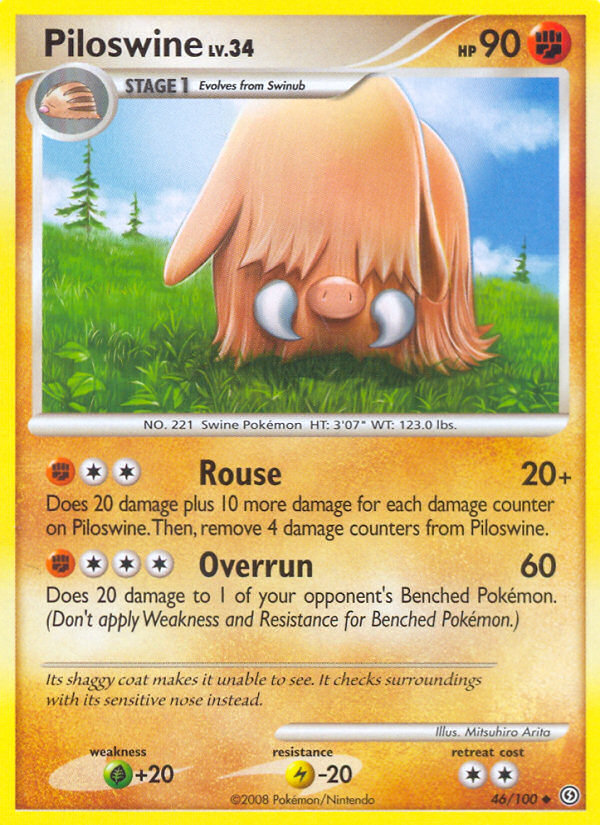 Piloswine LV.34 HP 90
STAGE 1 Evolves from Swinub
NO. 221 Swine Pokémon HT: 3'07" WT: 123.0 lbs.
Rouse 20+
Does 20 damage plus 10 more damage for each damage counter
on Piloswine. Then, remove 4 damage counters from Piloswine.
Overrun 60
Does 20 damage to 1 of your opponent's Benched Pokémon.
(Don't apply Weakness and Resistance for Benched Pokémon.)
Its shaggy coat makes it unable to see. It checks surroundings
with its sensitive nose instead.
Illus. Mitsuhiro Arita
weakness resistance retreat cost
+20 -20
©2008 Pokémon/Nintendo 46/100